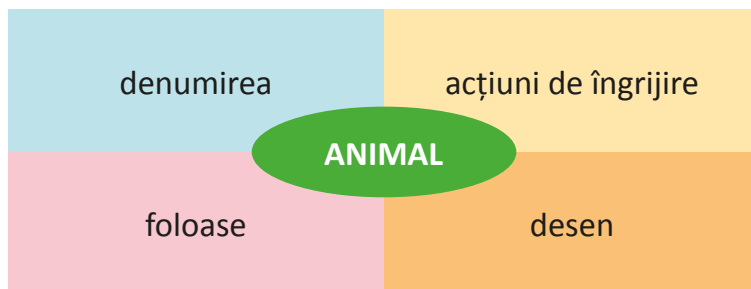 denumirea
acțiuni de îngrijire
ANIMAL
foloase
desen